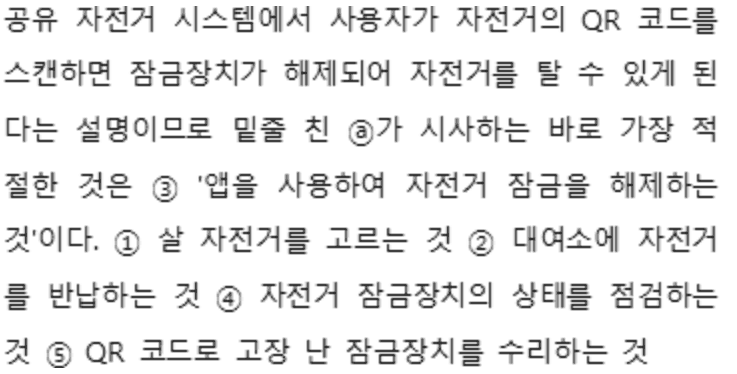 공유 자전거 시스템에서 사용자가 자전거의 QR 코드를
스캔하면 잠금장치가 해제되어 자전거를 탈 수 있게 된
다는 설명이므로 밑줄 친 ⓐ가 시사하는 바로 가장 적
절한 것은 ③ '앱을 사용하여 자전거 잠금을 해제하는
것'이다. ① 살 자전거를 고르는 것 ② 대여소에 자전거
를 반납하는 것 ④ 자전거 잠금장치의 상태를 점검하는
것 ⑤ QR 코드로 고장 난 잠금장치를 수리하는 것